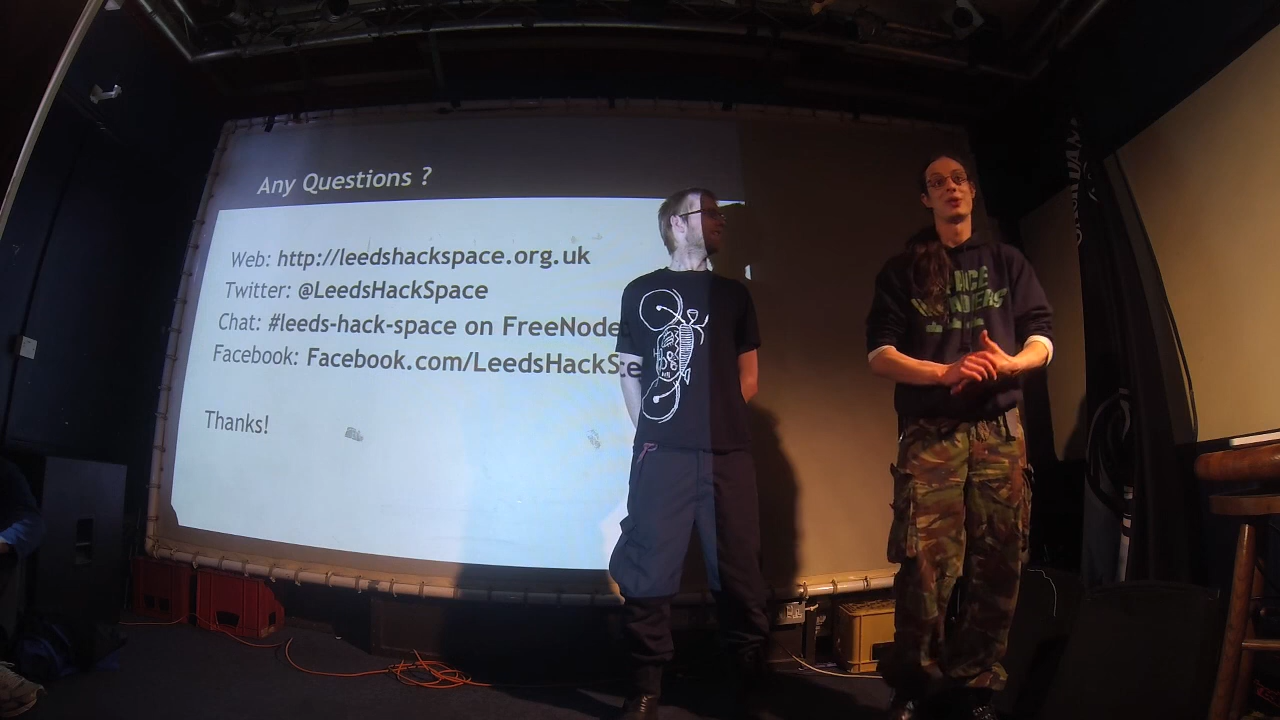 Any Questions ?
Web: http://leedshackspace.org.uk
Twitter: @LeedsHackSpace
Chat: #leeds-hack-space on FreeNode
Facebook: Facebook.com/LeedsHackS
Thanks!